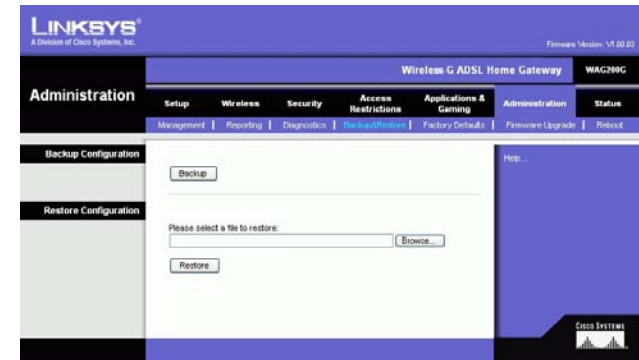 LINKSYS®
A Division of Cisco Systems, Inc.
Firmware Version: V1.00.03
Wireless-G ADSL Home Gateway WAG200G
Administration
Setup Wireless Security Access Restrictions Applications & Gaming Administration Status
Management | Reporting | Diagnostics | Backup&Restore | Factory Defaults | Firmware Upgrade | Reboot
Backup Configuration
Help...
Backup
Restore Configuration
Please select a file to restore:
Browse...
Restore
CISCO SYSTEMS